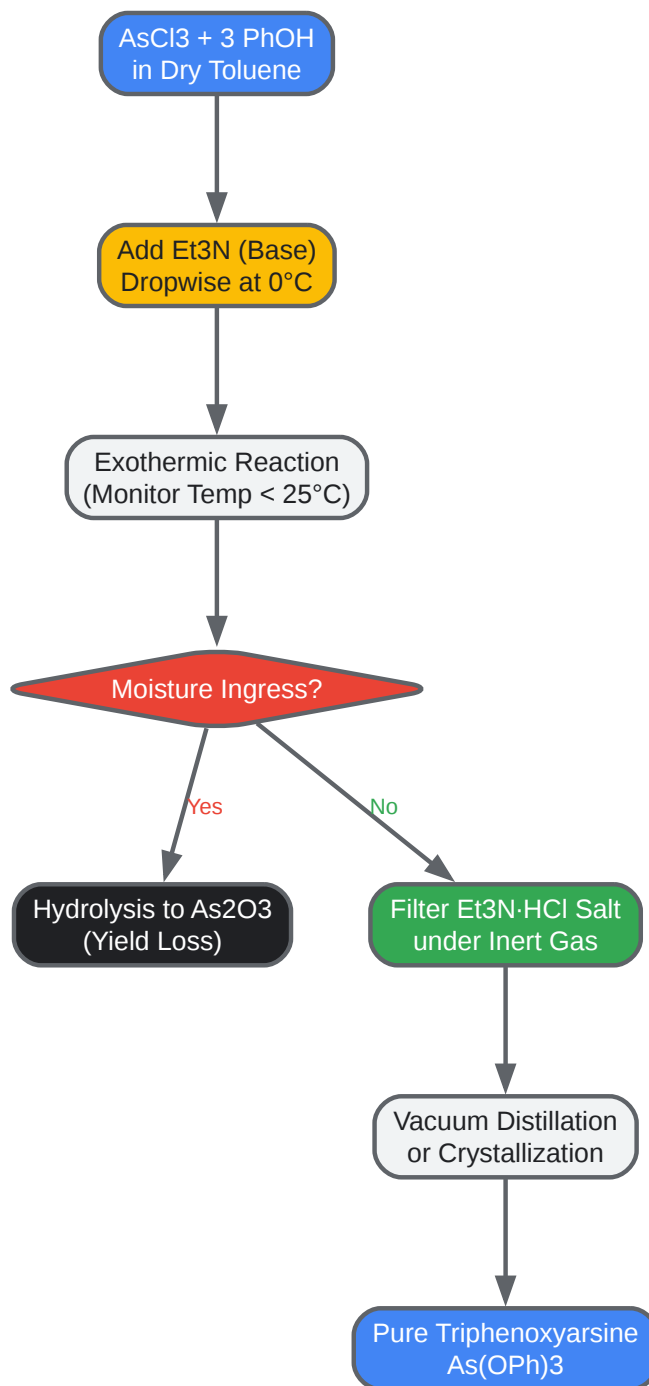 AsCl3 + 3 PhOH
in Dry Toluene
Add Et3N (Base)
Dropwise at 0°C
Exothermic Reaction
(Monitor Temp < 25°C)
Moisture Ingress?
Yes
No
Hydrolysis to As2O3
(Yield Loss)
Filter Et3N·HCl Salt
under Inert Gas
Vacuum Distillation
or Crystallization
Pure Triphenoxyarsine
As(OPh)3